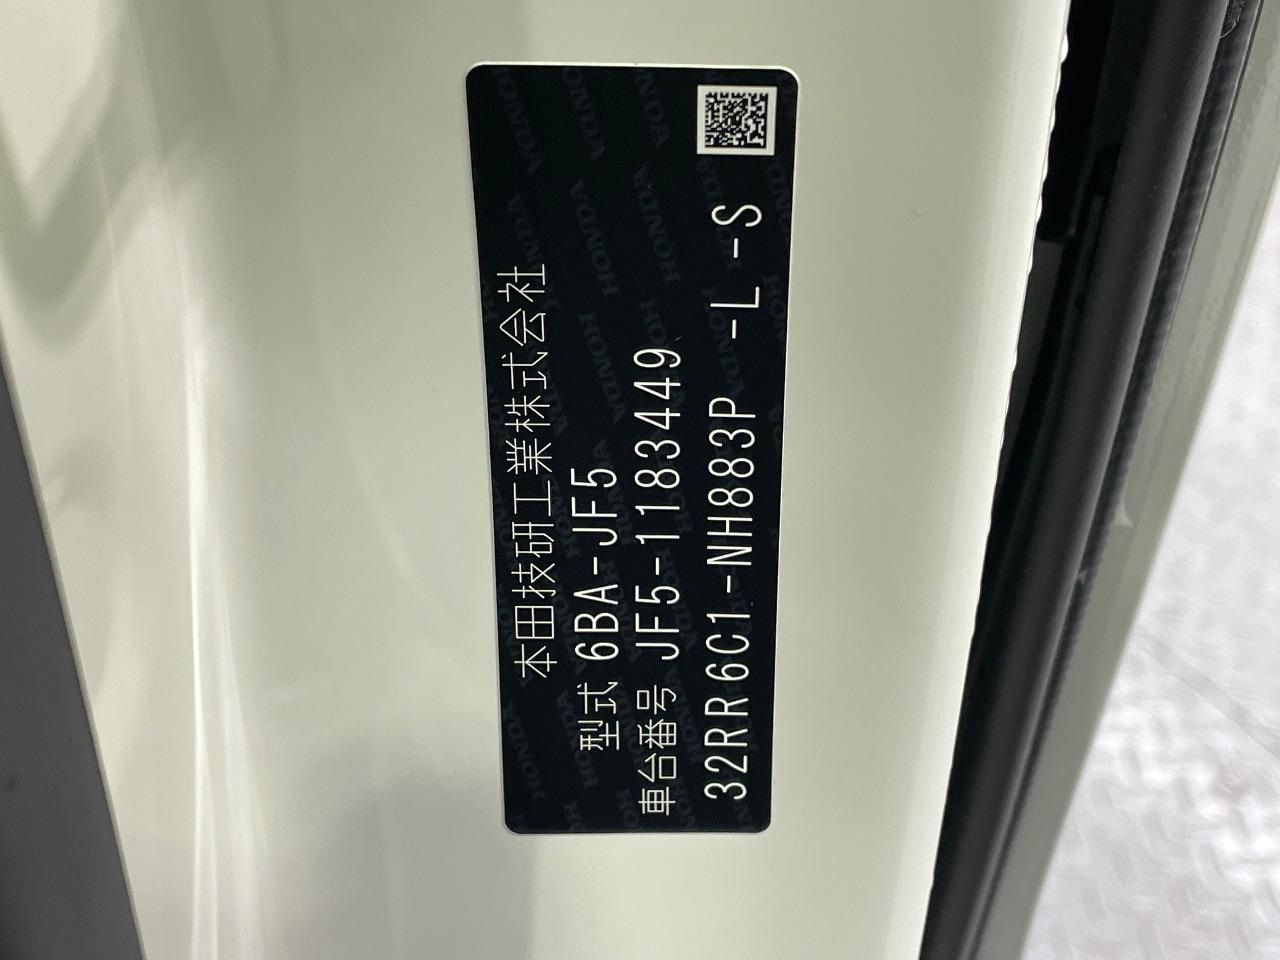 本田技研工業株式会社
型式 6BA-JF5
車台番号 JF5-1183449
32RR6C1-NH883P -L -S